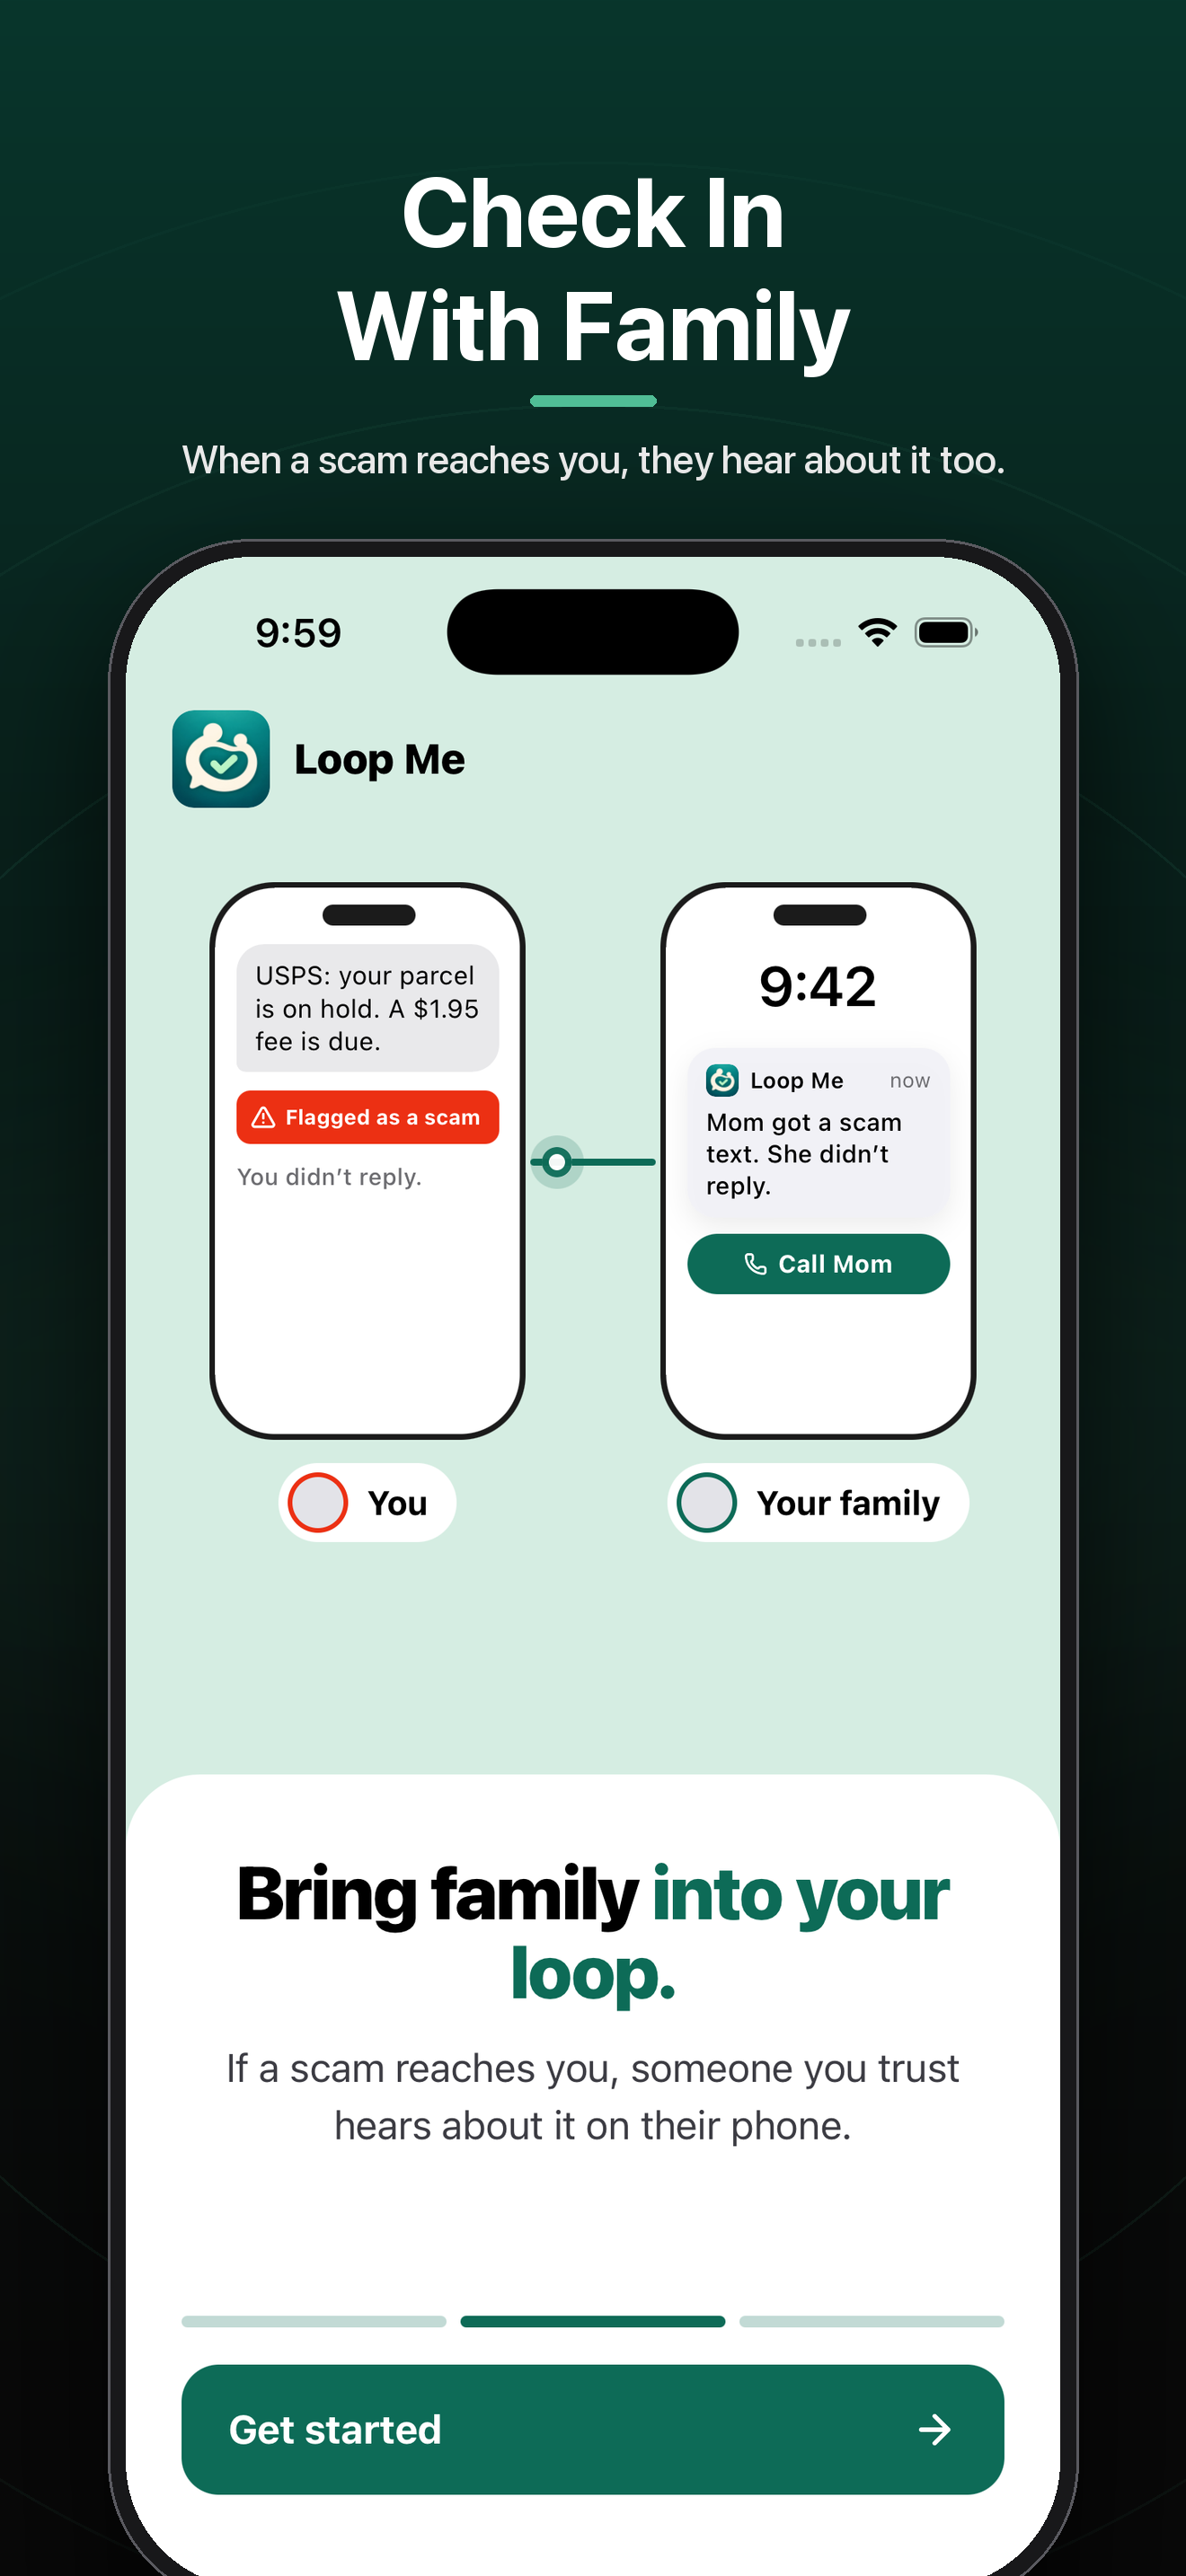 Check In
With Family
When a scam reaches you, they hear about it too.
9:59
Loop Me
USPS: your parcel
is on hold. A $1.95
fee is due.
Flagged as a scam
You didn’t reply.
9:42
Loop Me now
Mom got a scam
text. She didn’t
reply.
Call Mom
You
Your family
Bring family into your
loop.
If a scam reaches you, someone you trust
hears about it on their phone.
Get started